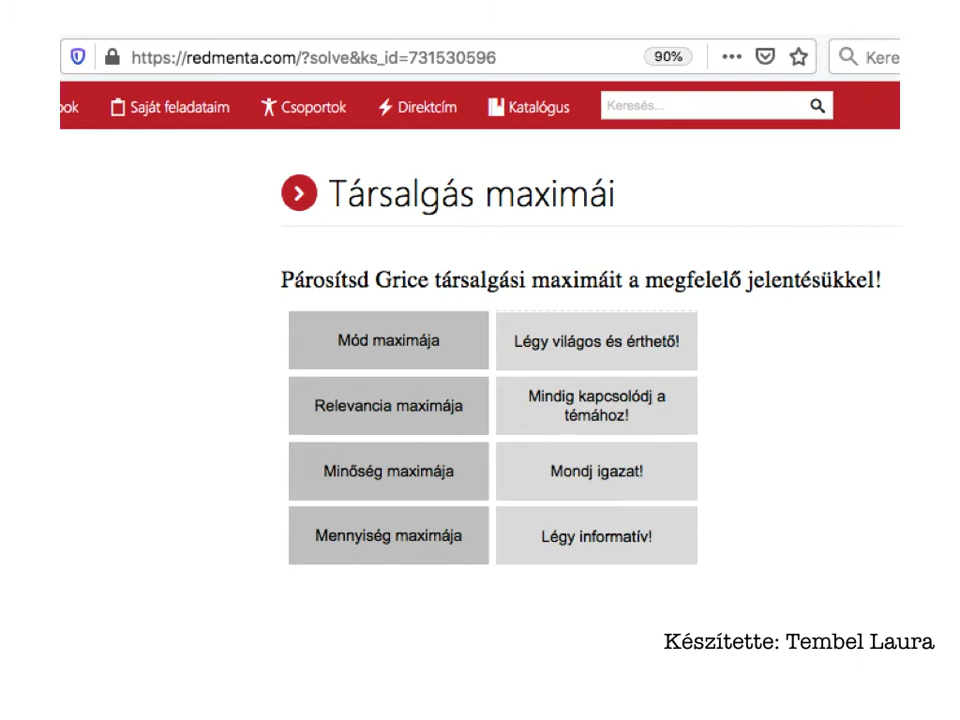 https://redmenta.com/?solve&ks_id=731530596 90% Kere
ok Saját feladataim Csoportok Direktcím Katalógus Keresés...
Társalgás maximái
Párosítsd Grice társalgási maximáit a megfelelő jelentésükkel!
Mód maximája Légy világos és érthető!
Relevancia maximája Mindig kapcsolódj a
témához!
Minőség maximája Mondj igazat!
Mennyiség maximája Légy informatív!
Készítette: Tembel Laura